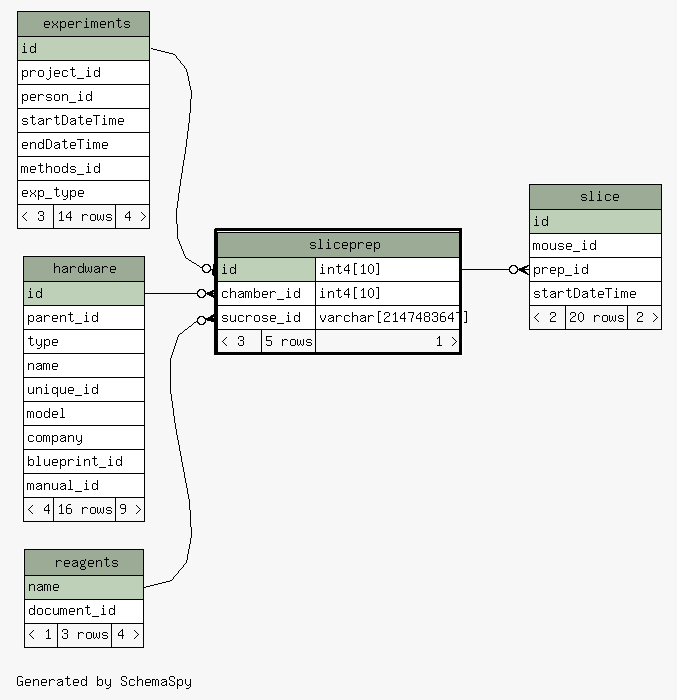 experiments
id
project_id
person_id
startDateTime
endDateTime
methods_id
exp_type
< 3 14 rows 4 >
hardware
id
parent_id
type
name
unique_id
model
company
blueprint_id
manual_id
< 4 16 rows 9 >
reagents
name
document_id
< 1 3 rows 4 >
sliceprep
id int4[10]
chamber_id int4[10]
sucrose_id varchar[2147483647]
< 3 5 rows 1 >
slice
id
mouse_id
prep_id
startDateTime
< 2 20 rows 2 >
Generated by SchemaSpy